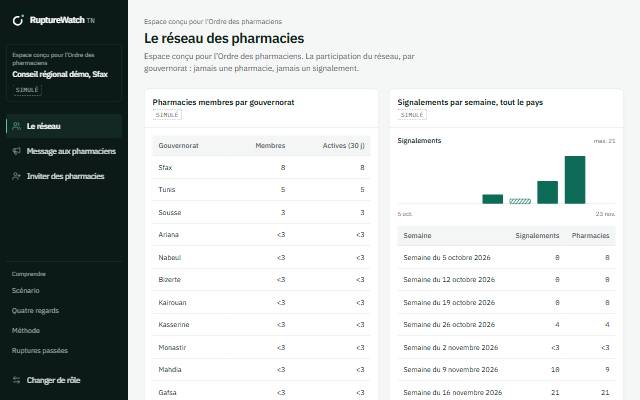 RuptureWatch TN
Espace conçu pour l'Ordre des
pharmaciens
Conseil régional démo, Sfax
SIMULÉ
Le réseau
Message aux pharmaciens
Inviter des pharmacies
Comprendre
Scénario
Quatre regards
Méthode
Ruptures passées
Changer de rôle
Espace conçu pour l'Ordre des pharmaciens
Le réseau des pharmacies
Espace conçu pour l'Ordre des pharmaciens. La participation du réseau, par
gouvernorat : jamais une pharmacie, jamais un signalement.
Pharmacies membres par gouvernorat
SIMULÉ
Gouvernorat Membres Actives (30 j)
Sfax 8 8
Tunis 5 5
Sousse 3 3
Ariana <3 <3
Nabeul <3 <3
Bizerte <3 <3
Kairouan <3 <3
Kasserine <3 <3
Monastir <3 <3
Mahdia <3 <3
Gafsa <3 <3
Signalements par semaine, tout le pays
SIMULÉ
Signalements max. 21
5 oct. 23 nov.
Semaine Signalements Pharmacies
Semaine du 5 octobre 2026 0 0
Semaine du 12 octobre 2026 0 0
Semaine du 19 octobre 2026 0 0
Semaine du 26 octobre 2026 4 4
Semaine du 2 novembre 2026 <3 <3
Semaine du 9 novembre 2026 10 9
Semaine du 16 novembre 2026 21 21